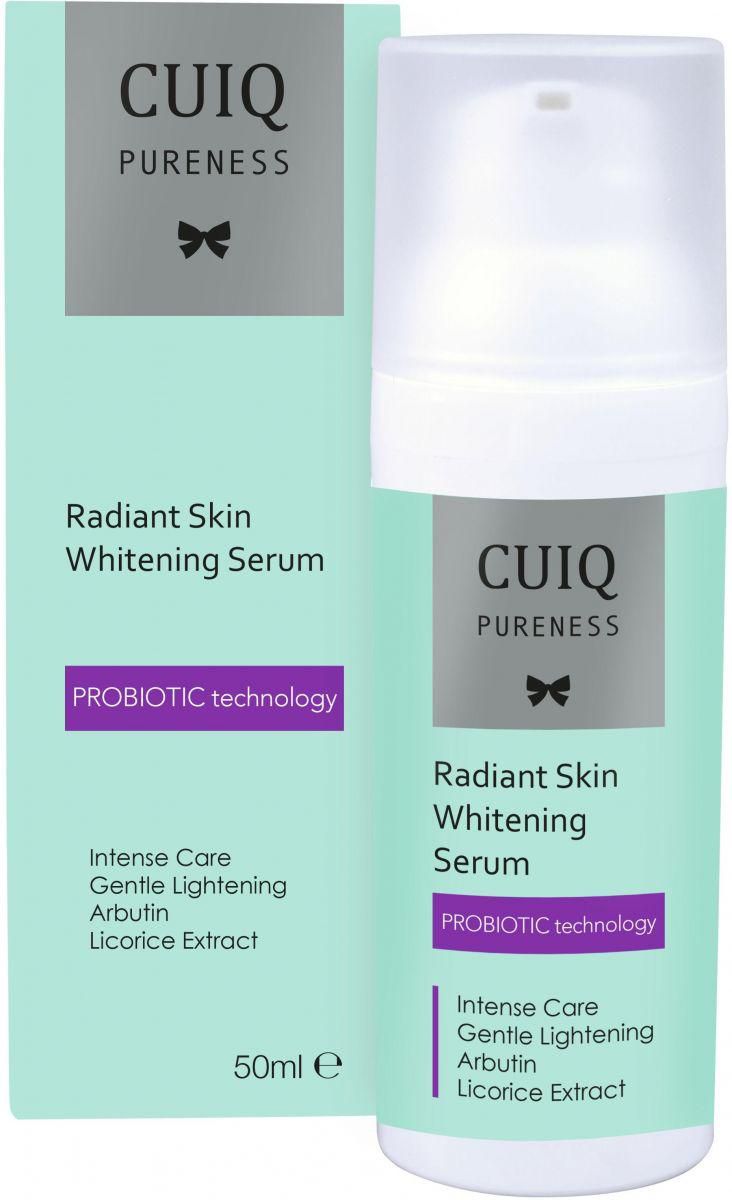 CUIQ
PURENESS
Radiant Skin
Whitening Serum
PROBIOTIC technology
Intense Care
Gentle Lightening
Arbutin
Licorice Extract
50ml ℮
CUIQ
PURENESS
Radiant Skin
Whitening
Serum
PROBIOTIC technology
Intense Care
Gentle Lightening
Arbutin
Licorice Extract